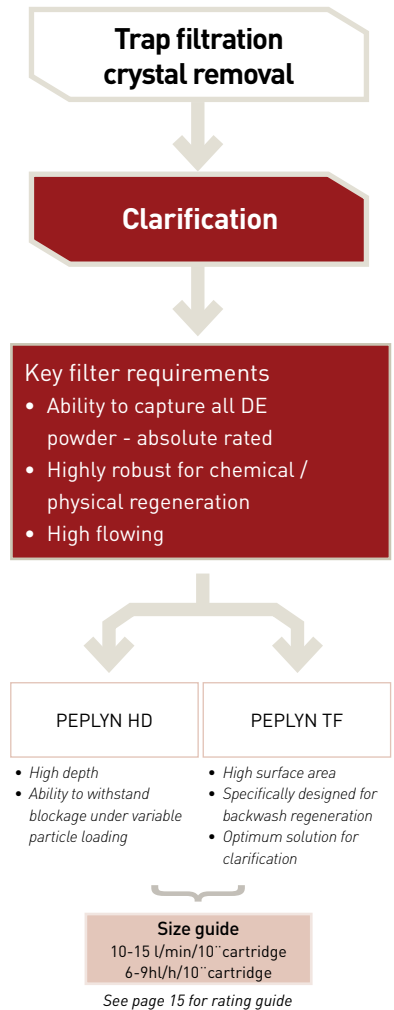 Trap filtration
crystal removal
Clarification
Key filter requirements
• Ability to capture all DE
powder - absolute rated
• Highly robust for chemical /
physical regeneration
• High flowing
PEPLYN HD
• High depth
• Ability to withstand
blockage under variable
particle loading
PEPLYN TF
• High surface area
• Specifically designed for
backwash regeneration
• Optimum solution for
clarification
Size guide
10-15 l/min/10¨cartridge
6-9hl/h/10¨cartridge
See page 15 for rating guide